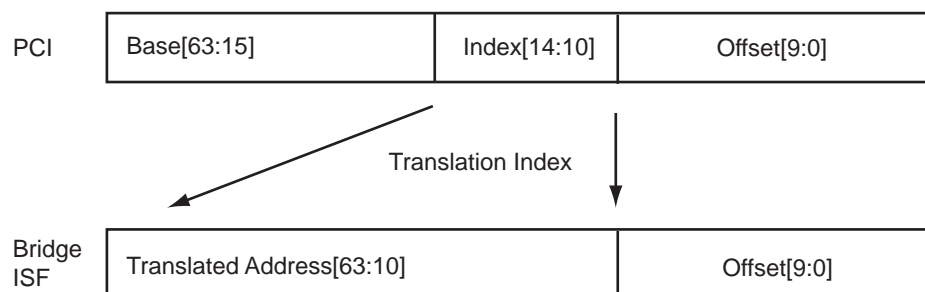 PCI
Base[63:15]
Index[14:10]
Offset[9:0]
Translation Index
Bridge
ISF
Translated Address[63:10]
Offset[9:0]